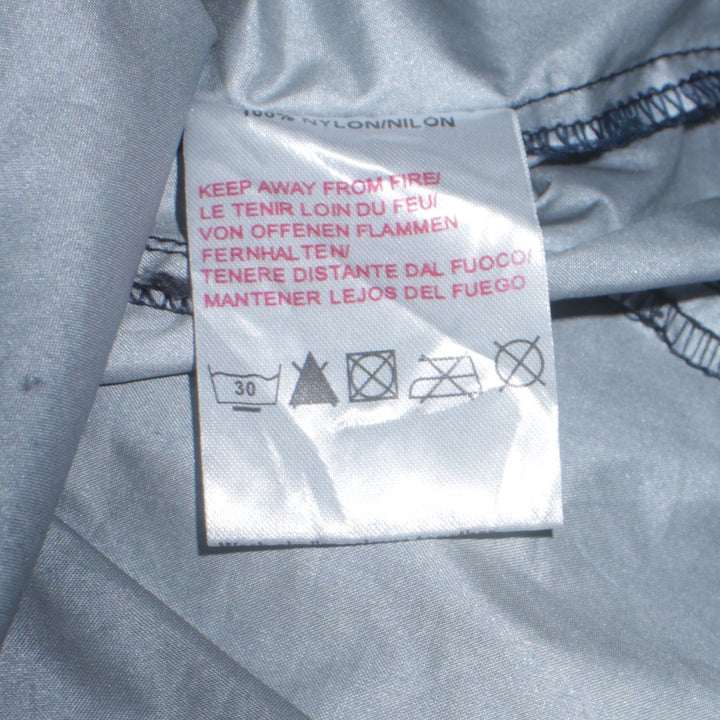 100% NYLON/NILON
KEEP AWAY FROM FIRE/
LE TENIR LOIN DU FEU/
VON OFFENEN FLAMMEN
FERNHALTEN/
TENERE DISTANTE DAL FUOCO/
MANTENER LEJOS DEL FUEGO
30